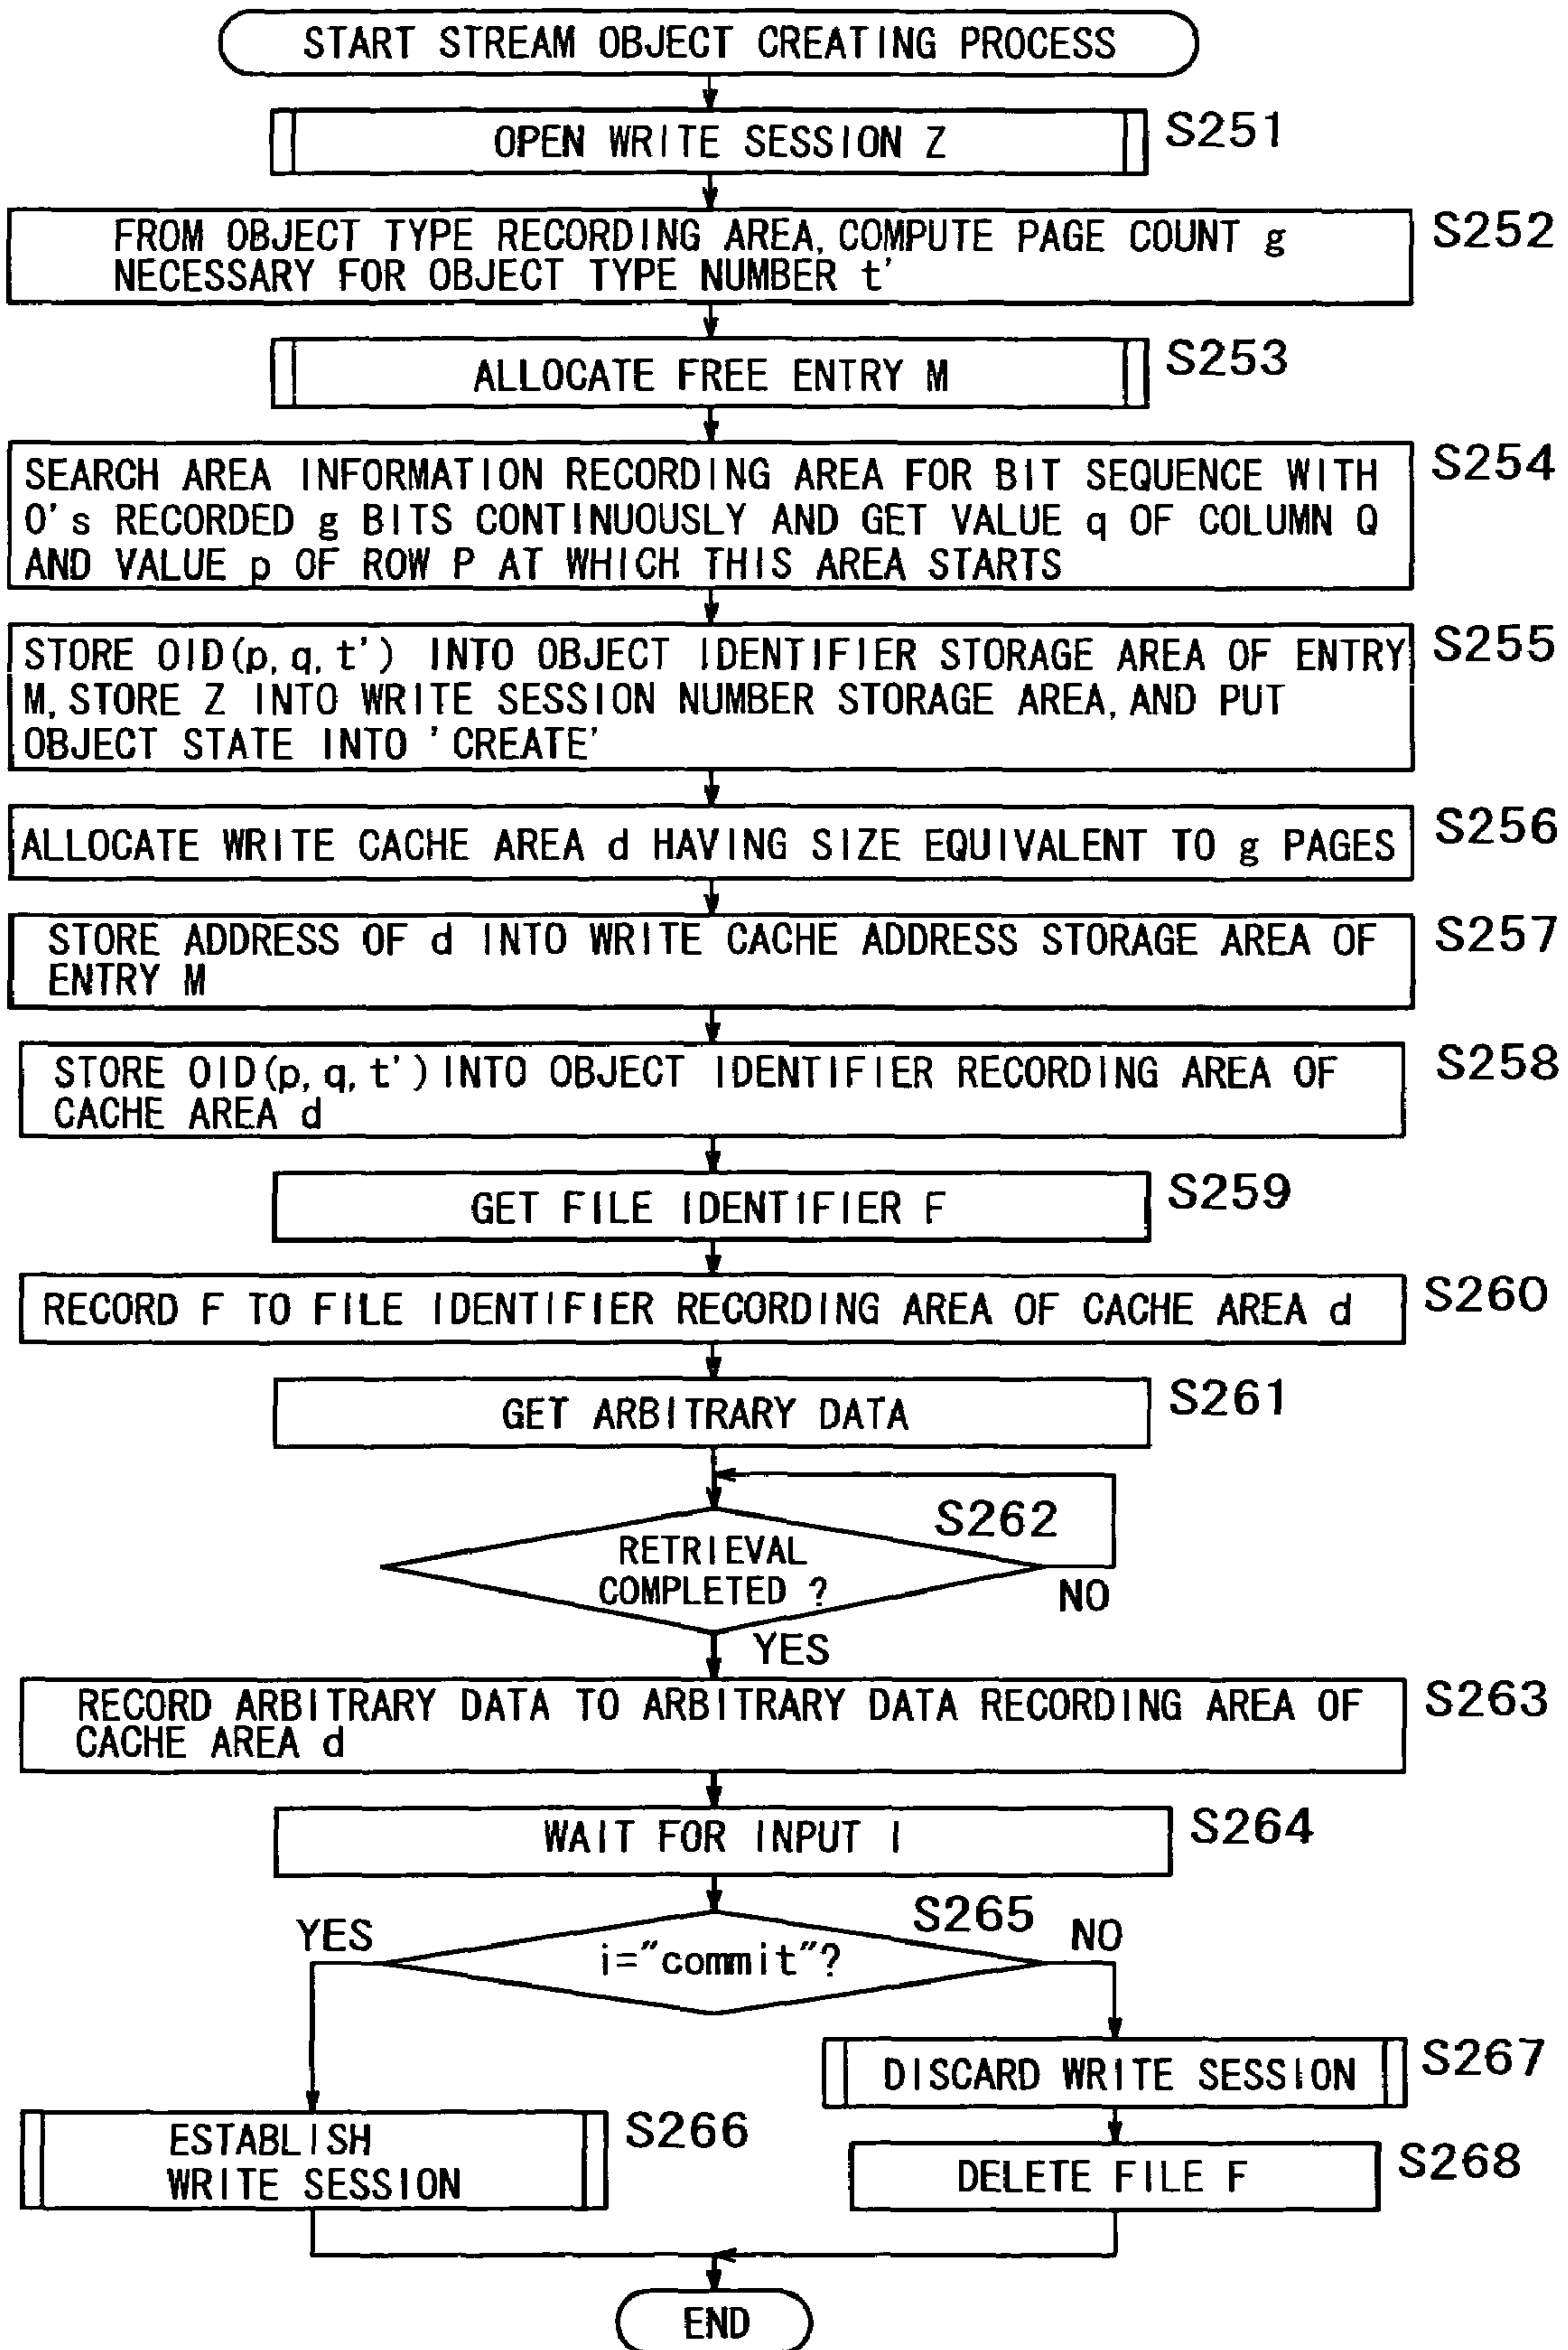 START STREAM OBJECT CREATING PROCESS
OPEN WRITE SESSION Z
S251
FROM OBJECT TYPE RECORDING AREA, COMPUTE PAGE COUNT g
NECESSARY FOR OBJECT TYPE NUMBER t'
S252
ALLOCATE FREE ENTRY M
S253
SEARCH AREA INFORMATION RECORDING AREA FOR BIT SEQUENCE WITH
0's RECORDED g BITS CONTINUOUSLY AND GET VALUE q OF COLUMN Q
AND VALUE p OF ROW P AT WHICH THIS AREA STARTS
S254
STORE OID(p, q, t') INTO OBJECT IDENTIFIER STORAGE AREA OF ENTRY
M, STORE Z INTO WRITE SESSION NUMBER STORAGE AREA, AND PUT
OBJECT STATE INTO 'CREATE'
S255
ALLOCATE WRITE CACHE AREA d HAVING SIZE EQUIVALENT TO g PAGES
S256
STORE ADDRESS OF d INTO WRITE CACHE ADDRESS STORAGE AREA OF
ENTRY M
S257
STORE OID(p, q, t') INTO OBJECT IDENTIFIER RECORDING AREA OF
CACHE AREA d
S258
GET FILE IDENTIFIER F
S259
RECORD F TO FILE IDENTIFIER RECORDING AREA OF CACHE AREA d
S260
GET ARBITRARY DATA
S261
S262
RETRIEVAL
COMPLETED ?
NO
YES
RECORD ARBITRARY DATA TO ARBITRARY DATA RECORDING AREA OF
CACHE AREA d
S263
WAIT FOR INPUT I
S264
S265
YES
i="commit"?
NO
DISCARD WRITE SESSION
S267
ESTABLISH
WRITE SESSION
S266
DELETE FILE F
S268
END